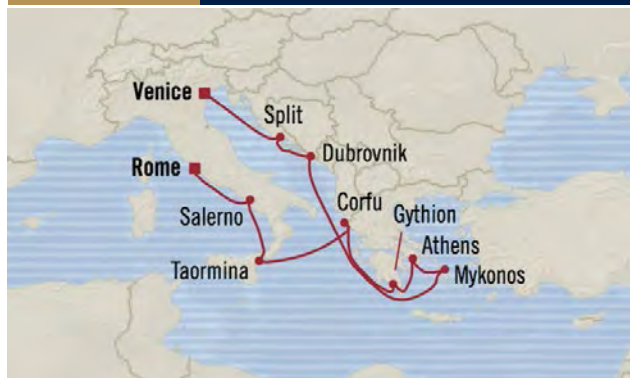 Venice
Split
Dubrovnik
Rome
Corfu
Gythion
Salerno
Athens
Mykonos
Taormina